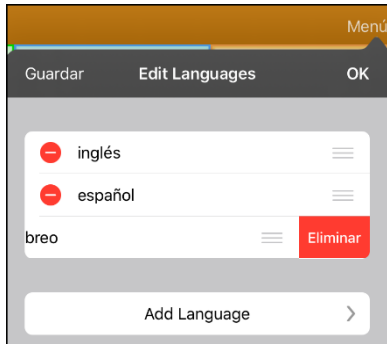 Menú
Guardar Edit Languages OK
inglés
español
breo Eliminar
Add Language